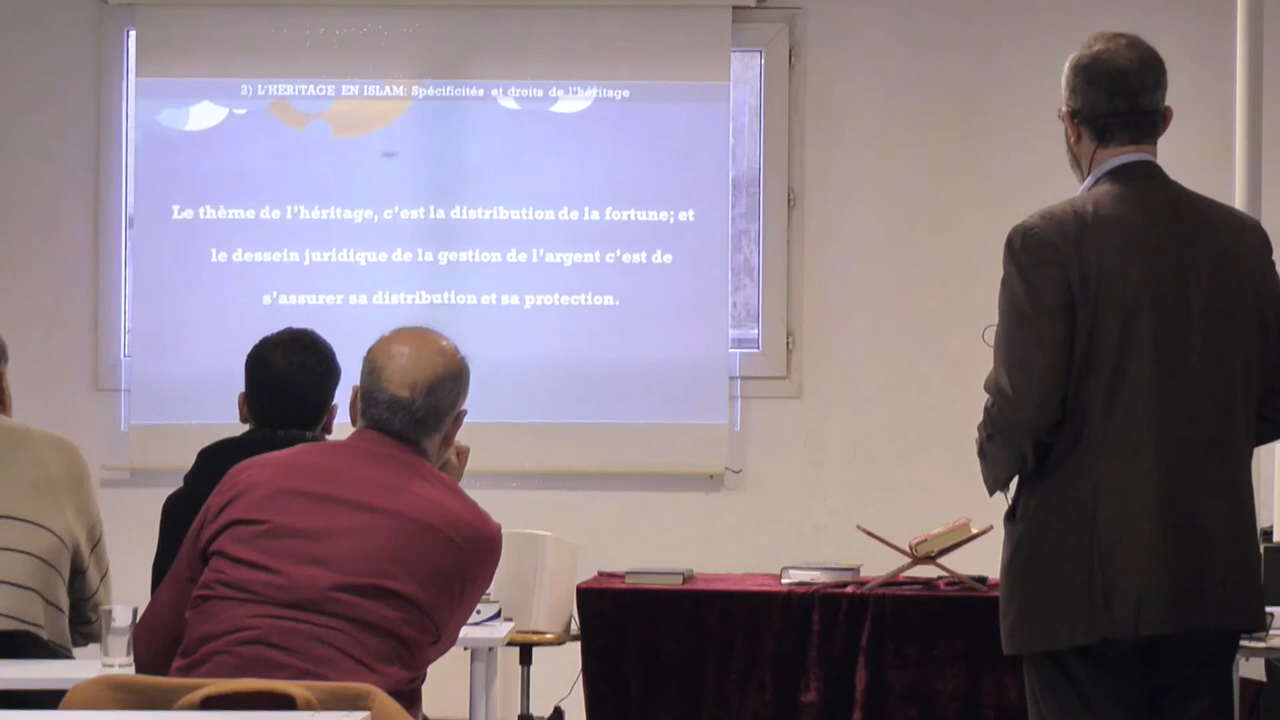 2) L'HERITAGE EN ISLAM: Spécificités et droits de l'héritage
Le thème de l'héritage, c'est la distribution de la fortune; et
le dessein juridique de la gestion de l'argent c'est de
s'assurer sa distribution et sa protection.